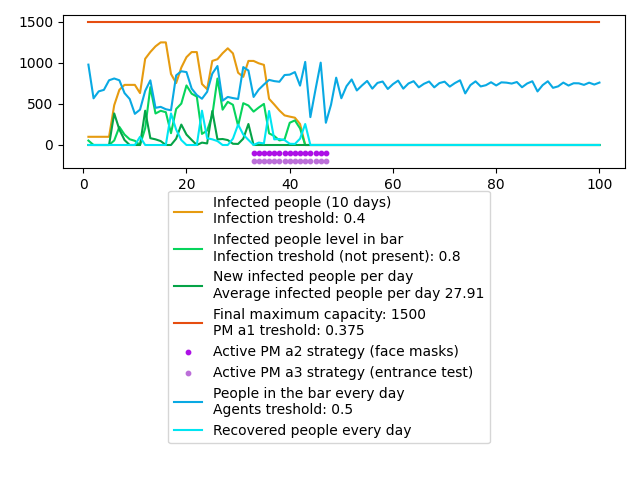 1500
1000
500
0
0
20
40
60
80
100
Infected people (10 days)
Infection treshold: 0.4
Infected people level in bar
Infection treshold (not present): 0.8
New infected people per day
Average infected people per day 27.91
Final maximum capacity: 1500
PM a1 treshold: 0.375
Active PM a2 strategy (face masks)
Active PM a3 strategy (entrance test)
People in the bar every day
Agents treshold: 0.5
Recovered people every day